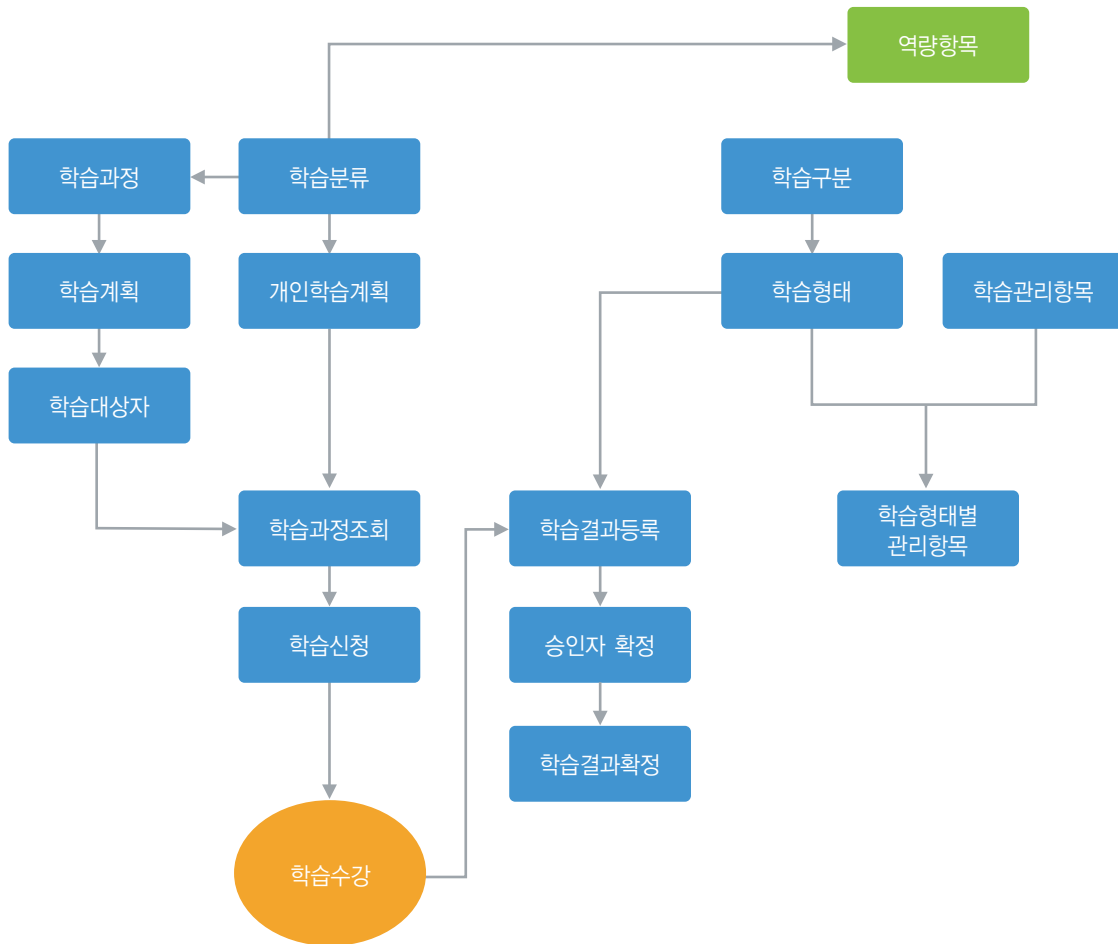 역량항목
학습과정
학습분류
학습구분
학습계획
개인학습계획
학습형태
학습관리항목
학습대상자
학습과정조회
학습결과등록
학습형태별
관리항목
학습신청
승인자 확정
학습결과확정
학습수강